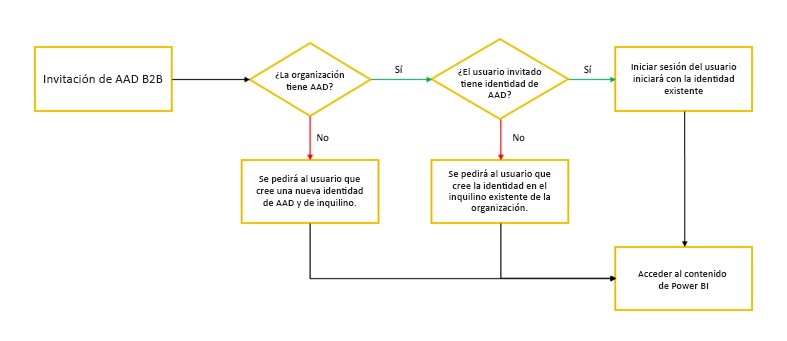 Invitación de AAD B2B
¿La organización
tiene AAD?
Sí
¿El usuario invitado
tiene identidad de
AAD?
Sí
Iniciar sesión del usuario
iniciará con la identidad
existente
No
No
Se pedirá al usuario que
cree una nueva identidad
de AAD y de inquilino.
Se pedirá al usuario que
cree la identidad en el
inquilino existente de la
organización.
Acceder al contenido
de Power BI